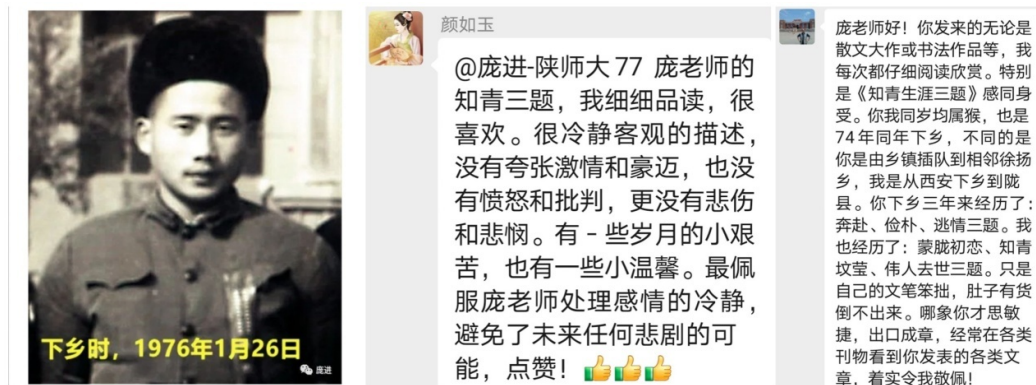 下乡时，1976年1月26日
庞进
颜如玉
@庞进-陕师大 77 庞老师的
知青三题，我细细品读，很
喜欢。很冷静客观的描述，
没有夸张激情和豪迈，也没
有愤怒和批判，更没有悲伤
和悲悯。有－些岁月的小艰
苦，也有一些小温馨。最佩
服庞老师处理感情的冷静，
避免了未来任何悲剧的可
能，点赞！
庞老师好！你发来的无论是
散文大作或书法作品等，我
每次都仔细阅读欣赏。特别
是《知青生涯三题》感同身
受。你我同岁均属猴，也是
74年同年下乡，不同的是
你是由乡镇插队到相邻徐扬
乡，我是从西安下乡到陇
县。你下乡三年来经历了：
奔赴、俭朴、逃情三题。我
也经历了：蒙胧初恋、知青
坟莹、伟人去世三题。只是
自己的文笔笨拙，肚子有货
倒不出来。哪象你才思敏
捷，出口成章，经常在各类
刊物看到你发表的各类文
章，着实令我敬佩！